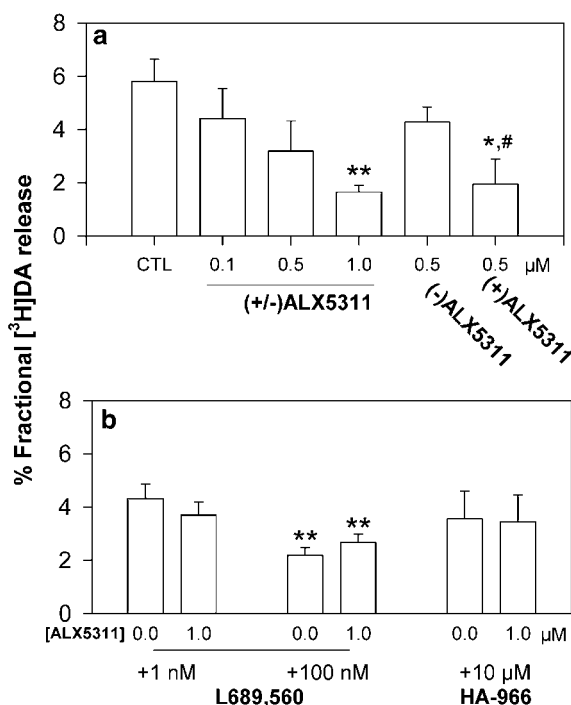 % Fractional [³H]DA release
8
a
6
4
2
0
** *,#
CTL 0.1 0.5 1.0 0.5 0.5 µM
(+/-)ALX5311
(-)ALX5311
(+)ALX5311
8
b
6
4
2
0
** **
[ALX5311] 0.0 1.0 0.0 1.0 0.0 1.0 µM
+1 nM +100 nM +10 µM
L689,560 HA-966